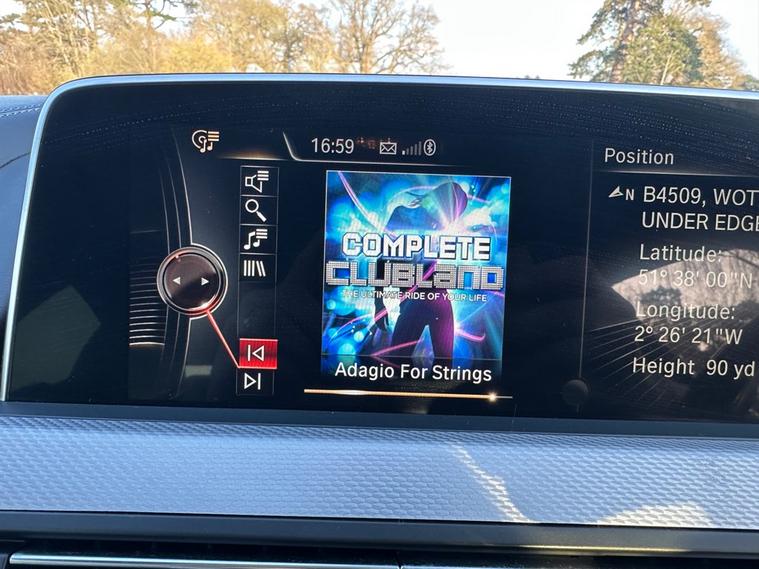 16:59
COMPLETE
CLUBLAND
THE ULTIMATE RIDE OF YOUR LIFE
Adagio For Strings
Position
N B4509, WOT
UNDER EDGE
Latitude:
51° 38' 00"N
Longitude:
2° 26' 21"W
Height 90 yd